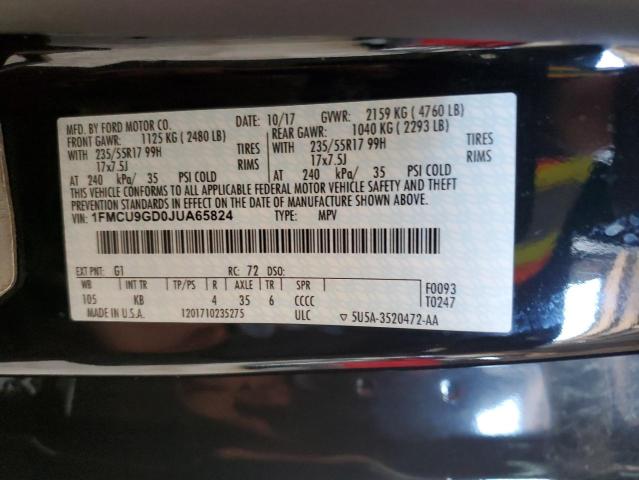 MFD. BY FORD MOTOR CO. DATE: 10/17 GVWR: 2159 KG (4760 LB)
FRONT GAWR: 1125 KG (2480 LB) REAR GAWR: 1040 KG (2293 LB)
WITH 235/55R17 99H TIRES WITH 235/55R17 99H TIRES
17x7.5J RIMS 17x7.5J RIMS
AT 240 kPa/ 35 PSI COLD AT 240 kPa/ 35 PSI COLD
THIS VEHICLE CONFORMS TO ALL APPLICABLE FEDERAL MOTOR VEHICLE SAFETY AND THEFT
PREVENTION STANDARDS IN EFFECT ON THE DATE OF MANUFACTURE SHOWN ABOVE.
VIN: 1FMCU9GD0JUA65824 TYPE: MPV
EXT PNT: G1 RC: 72 DSO:
WB INT TR TP/PS R AXLE TR SPR F0093
105 KB 4 35 6 CCCC T0247
MADE IN U.S.A. 1201710235275 ULC ▽ 5U5A-3520472-AA